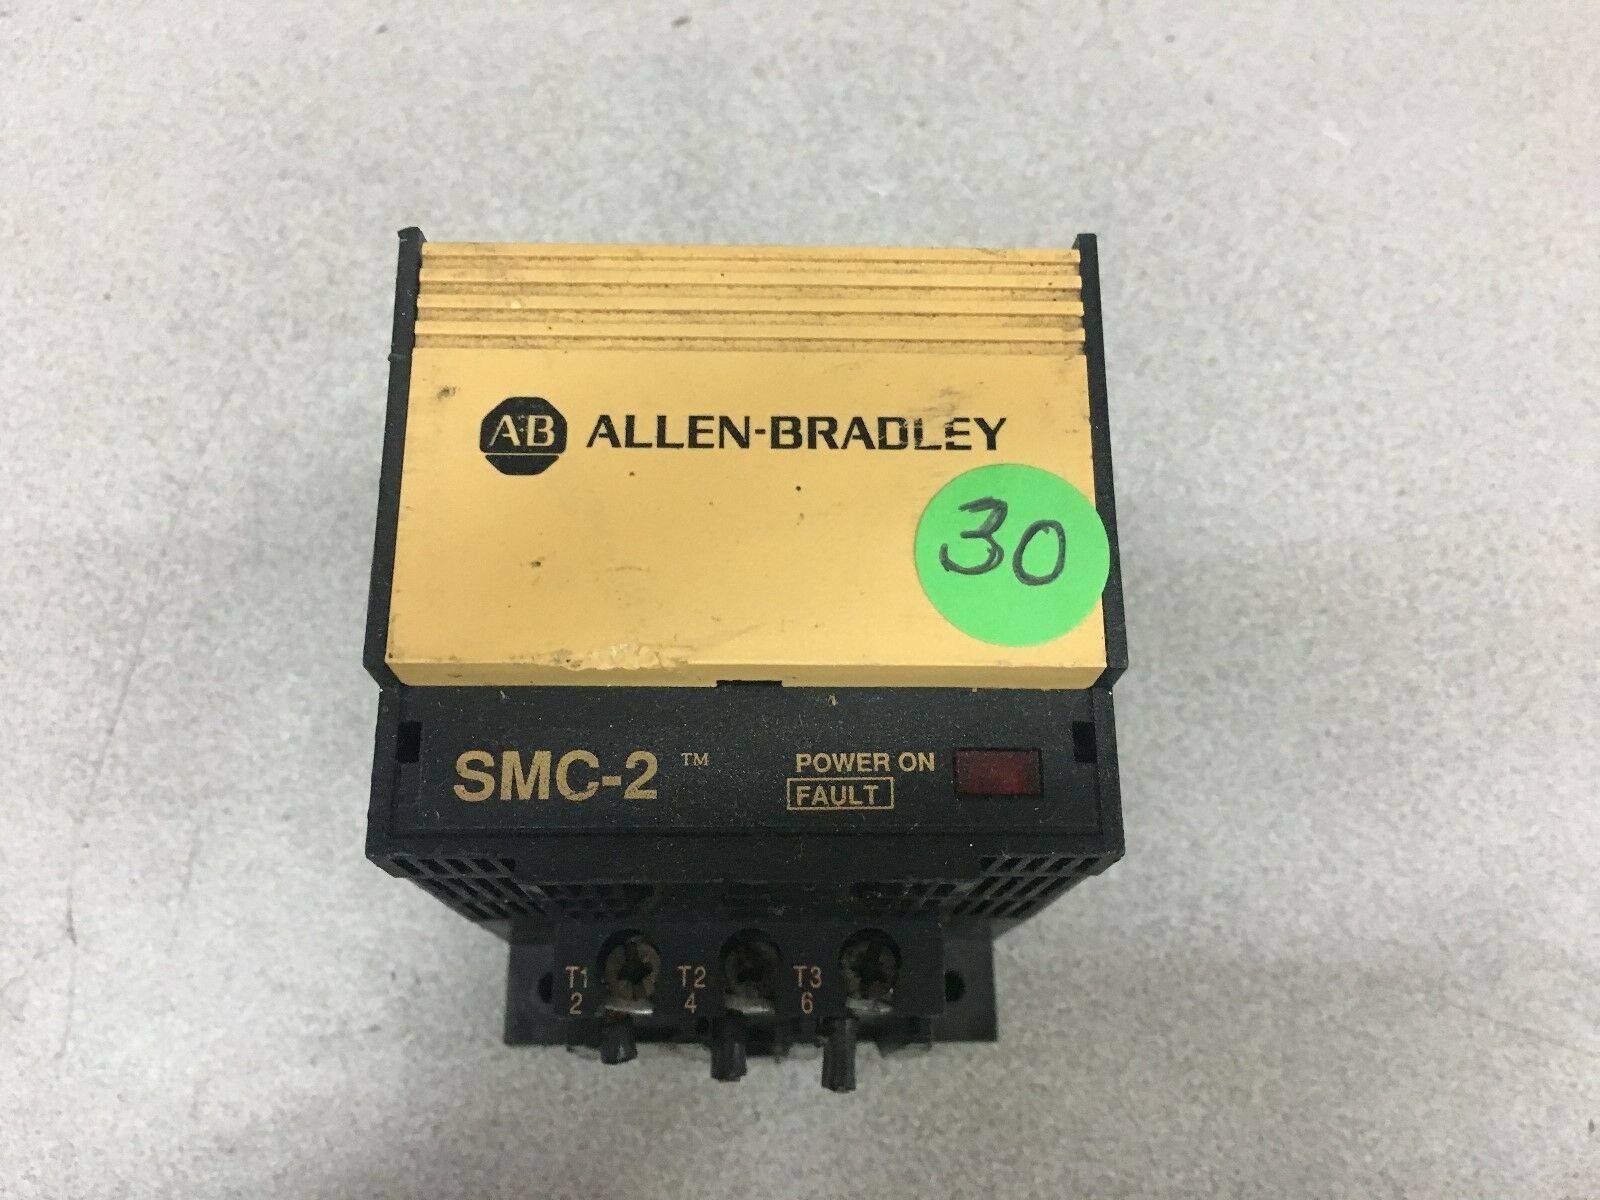 AB ALLEN-BRADLEY
30
SMC-2 ™
POWER ON
FAULT
T1 T2 T3
2 4 6